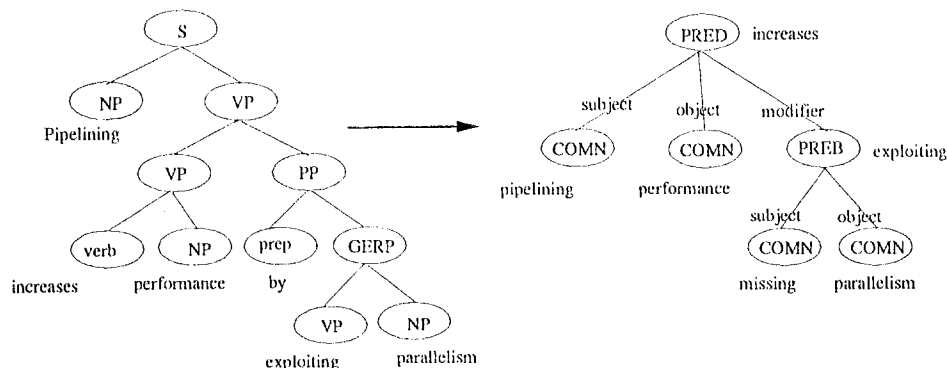 S
PRED increases
NP VP
Pipelining
subject object modifier
COMN COMN PREB exploiting
pipelining performance
VP PP
subject object
verb NP prep GERP
COMN COMN
increases performance by
missing parallelism
VP NP
exploiting parallelism